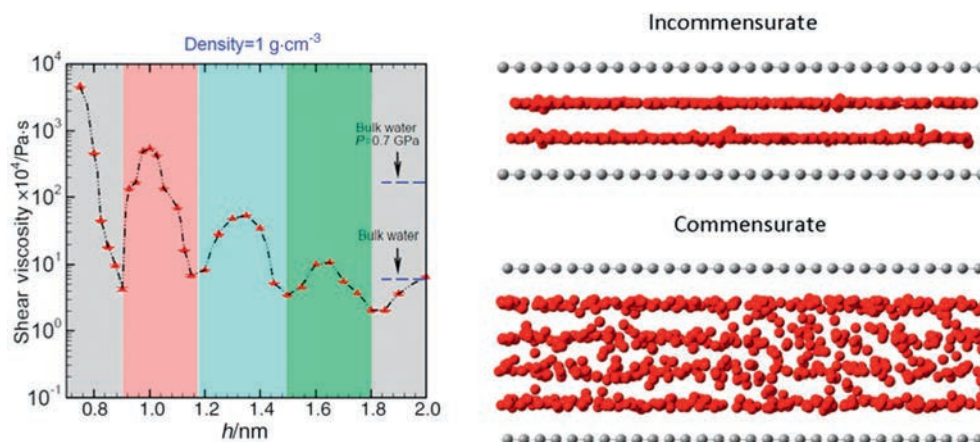 Density=1 g·cm⁻³
Shear viscosity ×10⁴/Pa·s
10⁴
10³
10²
10¹
10⁰
10⁻¹
Bulk water
P=0.7 GPa
Bulk water
0.8 1.0 1.2 1.4 1.6 1.8 2.0
h/nm
Incommensurate
Commensurate